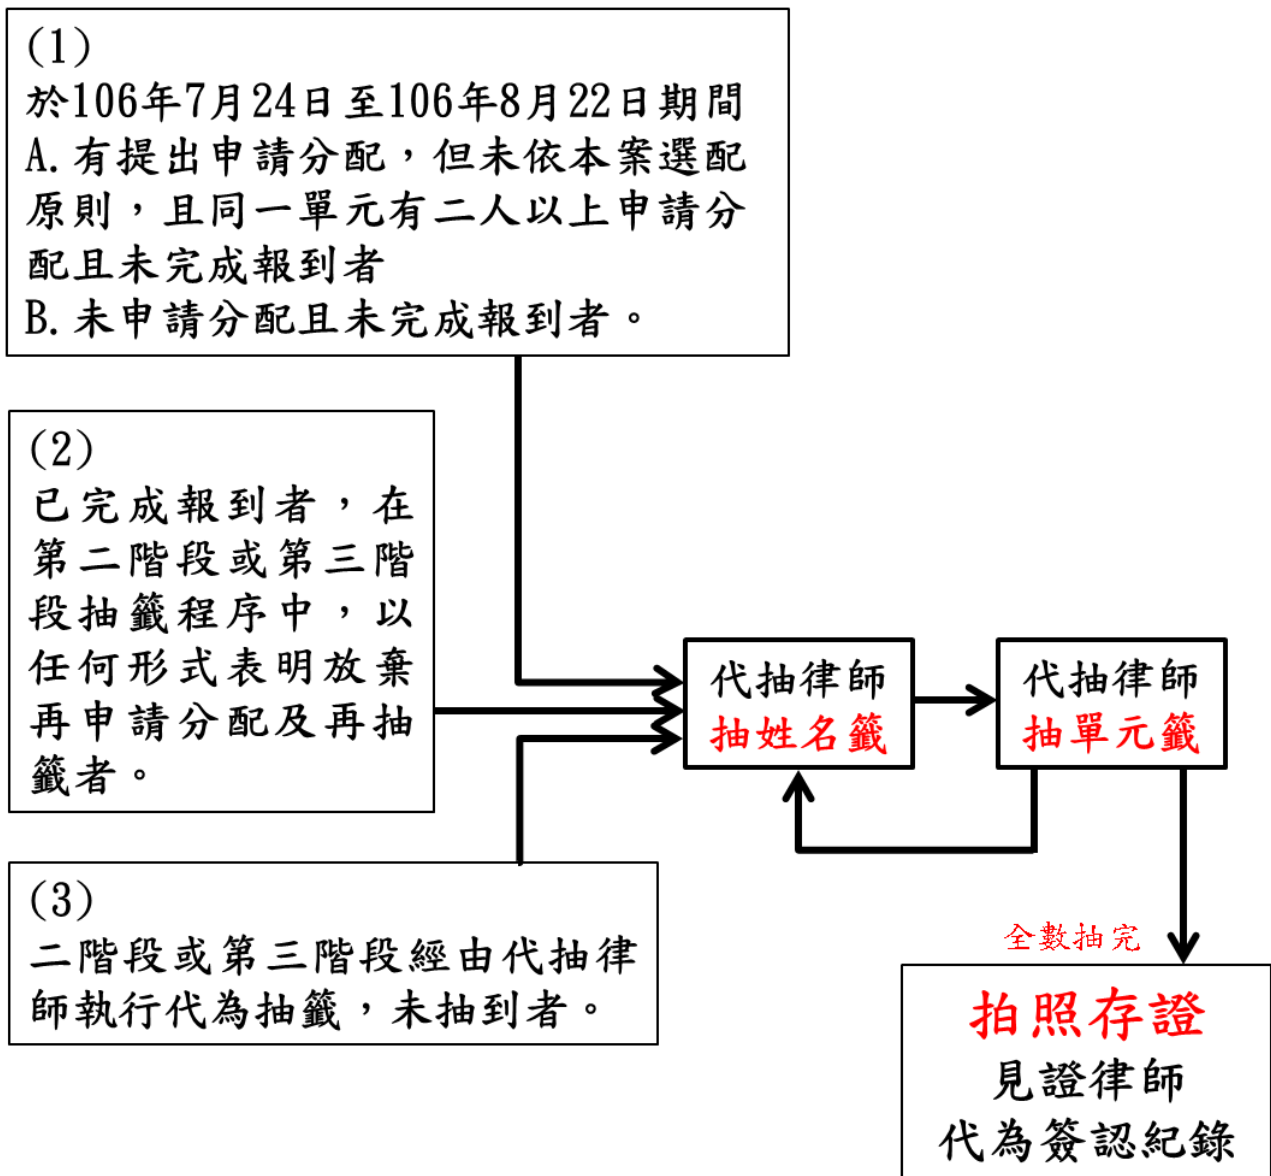 (1)
於106年7月24日至106年8月22日期間
A.有提出申請分配，但未依本案選配
原則，且同一單元有二人以上申請分
配且未完成報到者
B.未申請分配且未完成報到者。
(2)
已完成報到者，在
第二階段或第三階
段抽籤程序中，以
任何形式表明放棄
再申請分配及再抽
籤者。
(3)
二階段或第三階段經由代抽律
師執行代為抽籤，未抽到者。
代抽律師
抽姓名籤
代抽律師
抽單元籤
全數抽完
拍照存證
見證律師
代為簽認紀錄